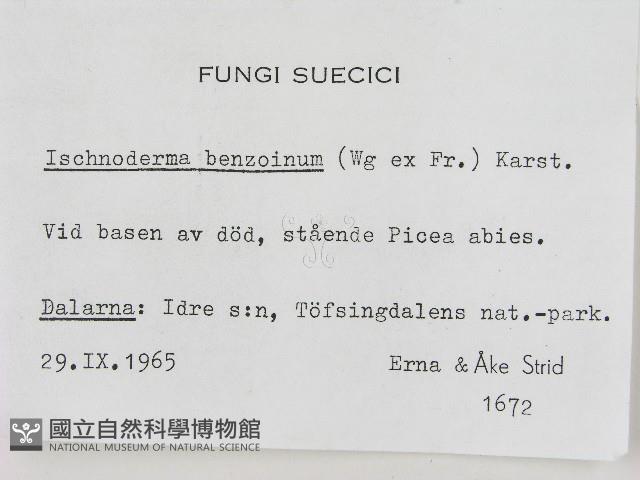 FUNGI SUECICI
Ischnoderma benzoinum (Wg ex Fr.) Karst.
Vid basen av död, stående Picea abies.
Dalarna: Idre s:n, Töfsingdalens nat.-park.
29.IX.1965 Erna & Åke Strid
1672
國立自然科學博物館
NATIONAL MUSEUM OF NATURAL SCIENCE